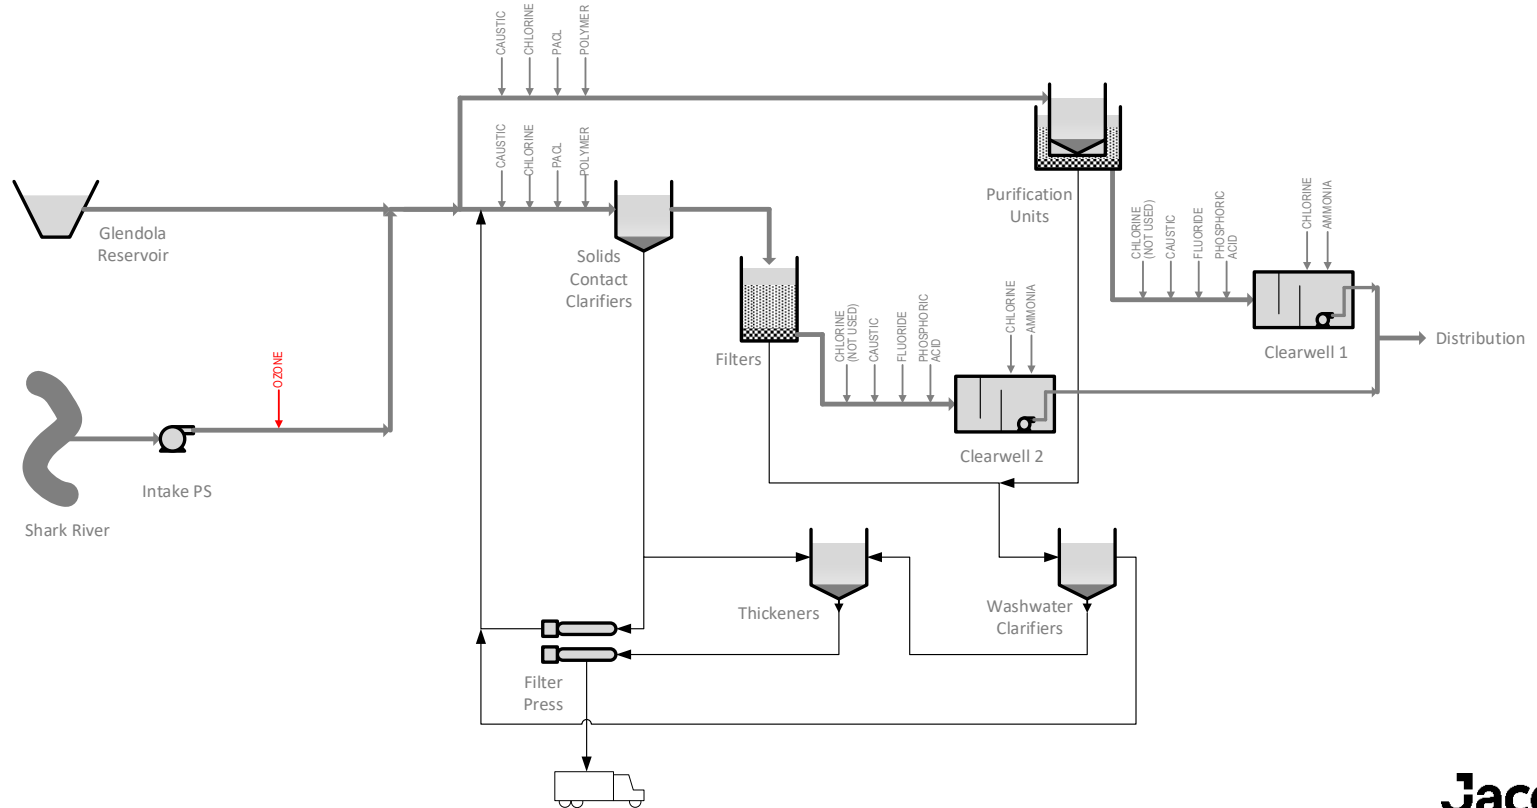 CAUSTIC
CHLORINE
PACL
POLYMER
CAUSTIC
CHLORINE
PACL
POLYMER
Glendola
Reservoir
Solids
Contact
Clarifiers
Purification
Units
CHLORINE
(NOT USED)
CAUSTIC
FLUORIDE
PHOSPHORIC
ACID
CHLORINE
AMMONIA
Clearwell 1
Distribution
Filters
CHLORINE
(NOT USED)
CAUSTIC
FLUORIDE
PHOSPHORIC
ACID
CHLORINE
AMMONIA
Clearwell 2
OZONE
Intake PS
Shark River
Thickeners
Washwater
Clarifiers
Filter
Press